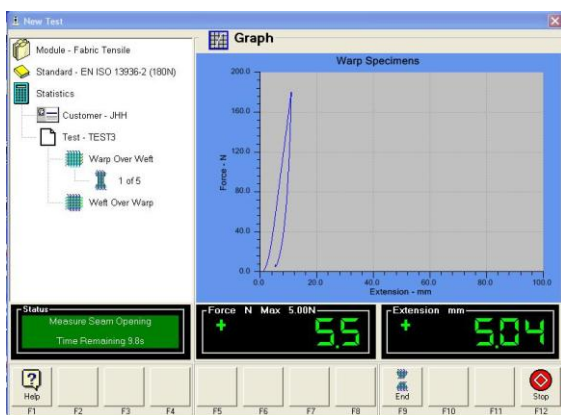 New Test
Module - Fabric Tensile
Standard - EN ISO 13936-2 (180N)
Statistics
Customer - JHH
Test - TEST3
Warp Over Weft
1 of 5
Weft Over Warp
Graph
Warp Specimens
Force - N
200.0
160.0
120.0
80.0
40.0
0.0
0.0 20.0 40.0 60.0 80.0 100.0
Extension - mm
Status
Measure Seam Opening
Time Remaining 9.8s
Force N Max 5.00N
+ 5.5
Extension mm
+ 5.04
Help
End
Stop
F1 F2 F3 F4 F5 F6 F7 F8 F9 F10 F11 F12